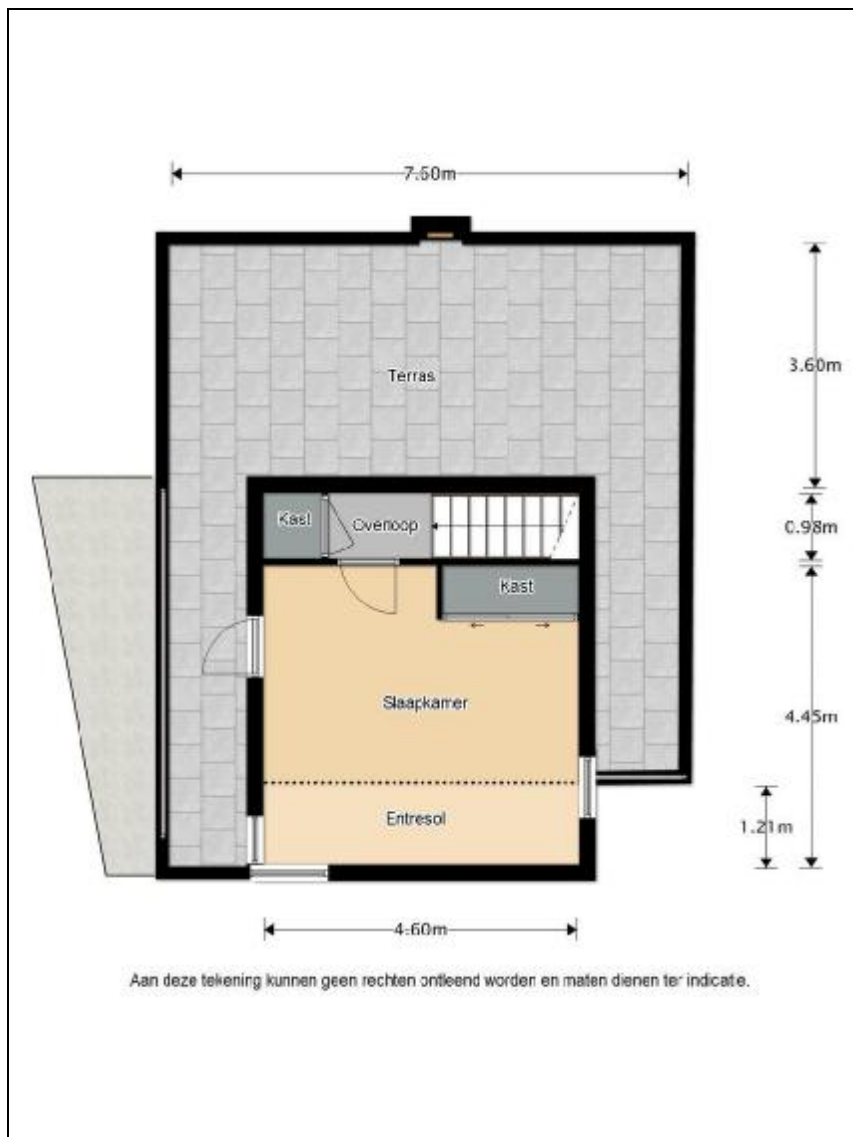 7.50m
Terras
3.60m
Kast
Overloop
0.98m
Kast
Slaapkamer
4.45m
Entresol
1.21m
4.60m
Aan deze tekening kunnen geen rechten ontleend worden en maten dienen ter indicatie.